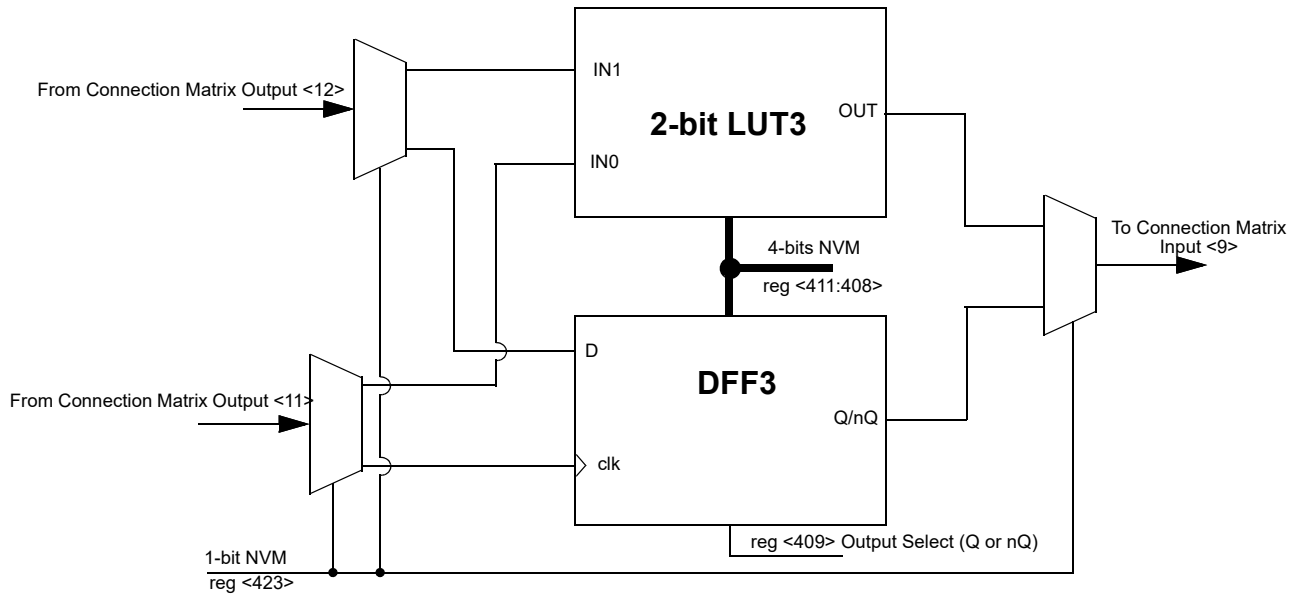 From Connection Matrix Output <12>
IN1
2-bit LUT3
OUT
IN0
To Connection Matrix
Input <9>
4-bits NVM
reg <411:408>
D
DFF3
From Connection Matrix Output <11>
Q/nQ
clk
reg <409> Output Select (Q or nQ)
1-bit NVM
reg <423>